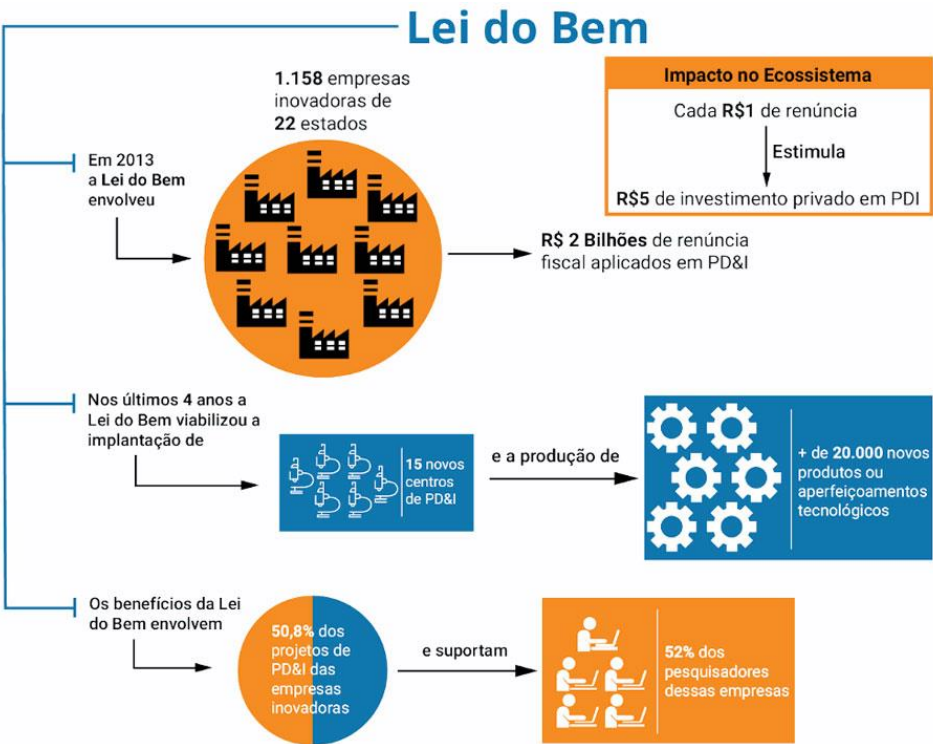 Lei do Bem
1.158 empresas
inovadoras de
22 estados
Impacto no Ecossistema
Cada R$1 de renúncia
Estimula
R$5 de investimento privado em PDI
Em 2013
a Lei do Bem
envolveu
R$ 2 Bilhões de renúncia
fiscal aplicados em PD&I
Nos últimos 4 anos a
Lei do Bem viabilizou a
implantação de
15 novos
centros
de PD&I
e a produção de
+ de 20.000 novos
produtos ou
aperfeiçoamentos
tecnológicos
Os benefícios da Lei
do Bem envolvem
50,8% dos
projetos de
PD&I das
empresas
inovadoras
e suportam
52% dos
pesquisadores
dessas empresas